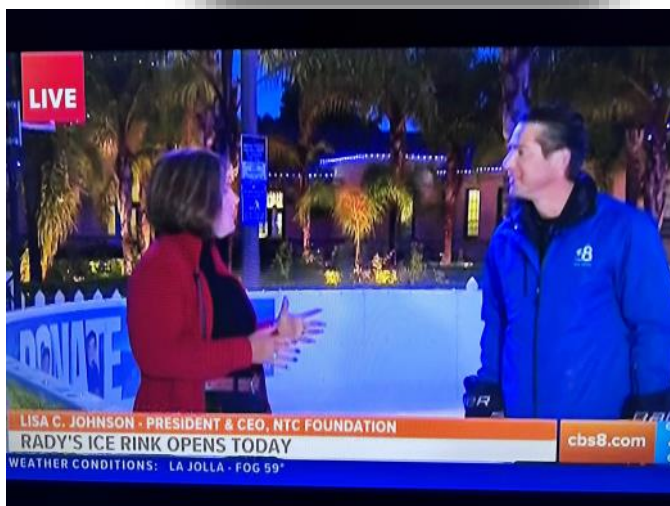 LIVE
DONATE
8
LISA C. JOHNSON - PRESIDENT & CEO, NTC FOUNDATION
RADY'S ICE RINK OPENS TODAY
cbs8.com
WEATHER CONDITIONS: LA JOLLA - FOG 59°